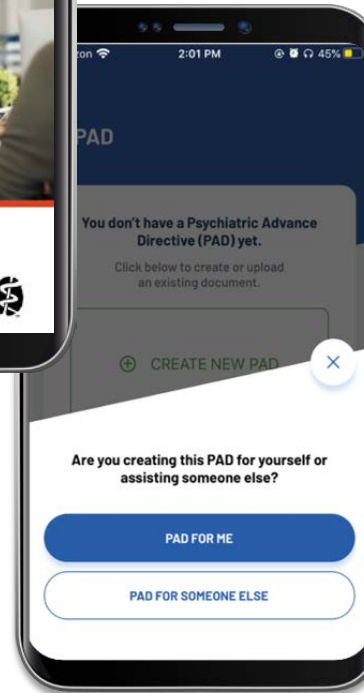 zon 2:01 PM 45%
PAD
You don't have a Psychiatric Advance
Directive (PAD) yet.
Click below to create or upload
an existing document.
CREATE NEW PAD
Are you creating this PAD for yourself or
assisting someone else?
PAD FOR ME
PAD FOR SOMEONE ELSE